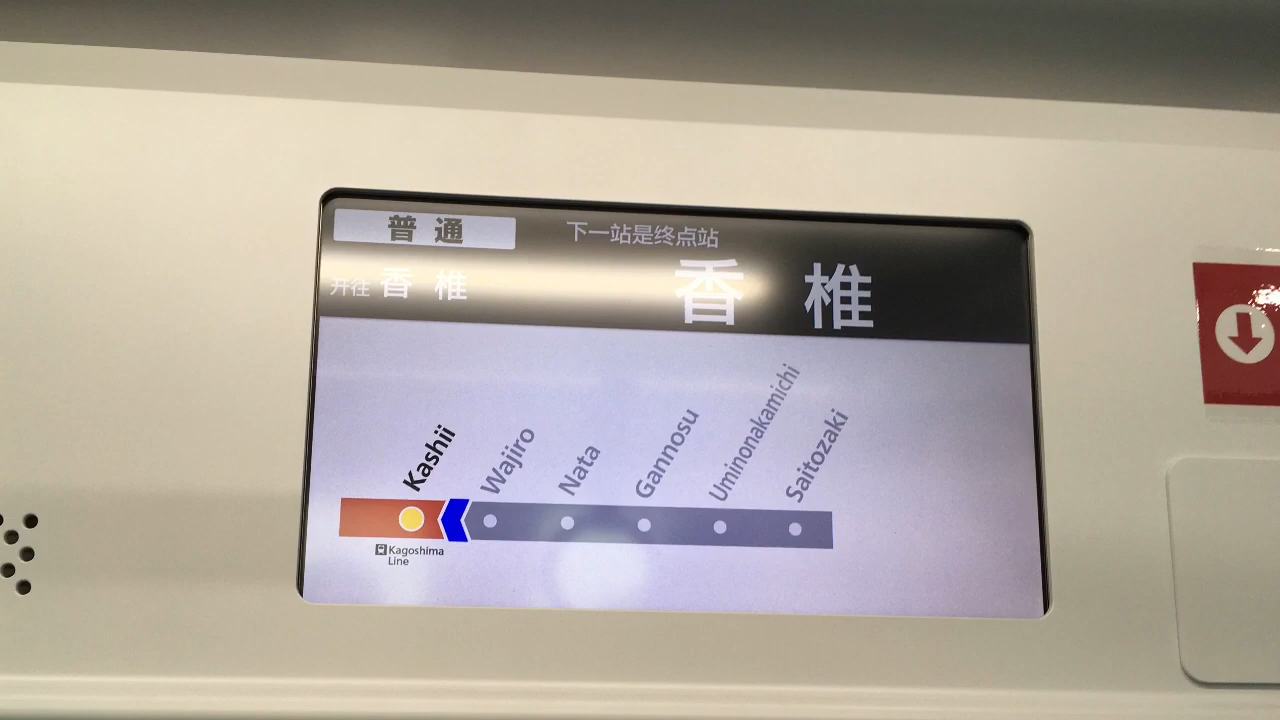 普通
下一站是终点站
开往 香椎
香椎
Kashii
Wajiro
Nata
Gannosu
Uminonakamichi
Saitozaki
Kagoshima
Line